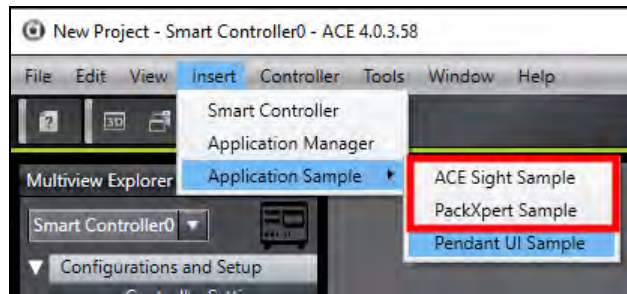 New Project - Smart Controller0 - ACE 4.0.3.58
File Edit View Insert Controller Tools Window Help
3D
Smart Controller
Application Manager
Application Sample
ACE Sight Sample
PackXpert Sample
Pendant UI Sample
Multiview Explorer
Smart Controller0
Configurations and Setup